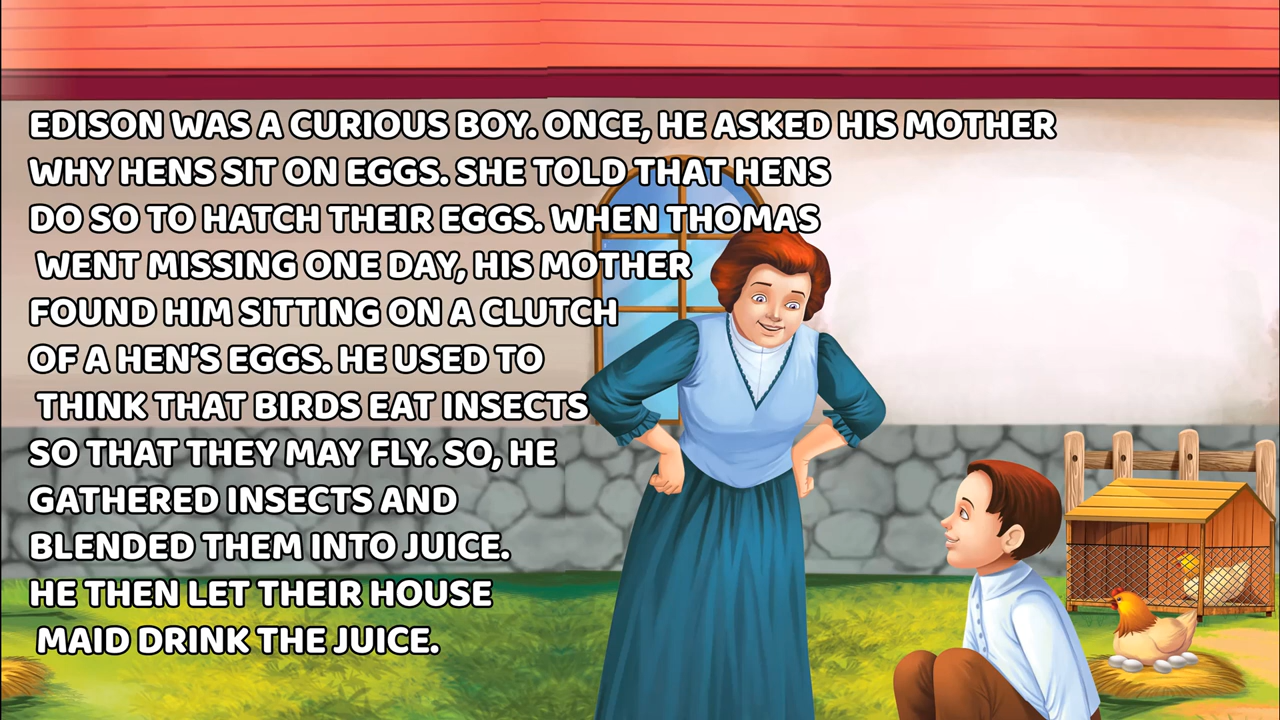 EDISON WAS A CURIOUS BOY. ONCE, HE ASKED HIS MOTHER
WHY HENS SIT ON EGGS. SHE TOLD THAT HENS
DO SO TO HATCH THEIR EGGS. WHEN THOMAS
WENT MISSING ONE DAY, HIS MOTHER
FOUND HIM SITTING ON A CLUTCH
OF A HEN'S EGGS. HE USED TO
THINK THAT BIRDS EAT INSECTS
SO THAT THEY MAY FLY. SO, HE
GATHERED INSECTS AND
BLENDED THEM INTO JUICE.
HE THEN LET THEIR HOUSE
MAID DRINK THE JUICE.